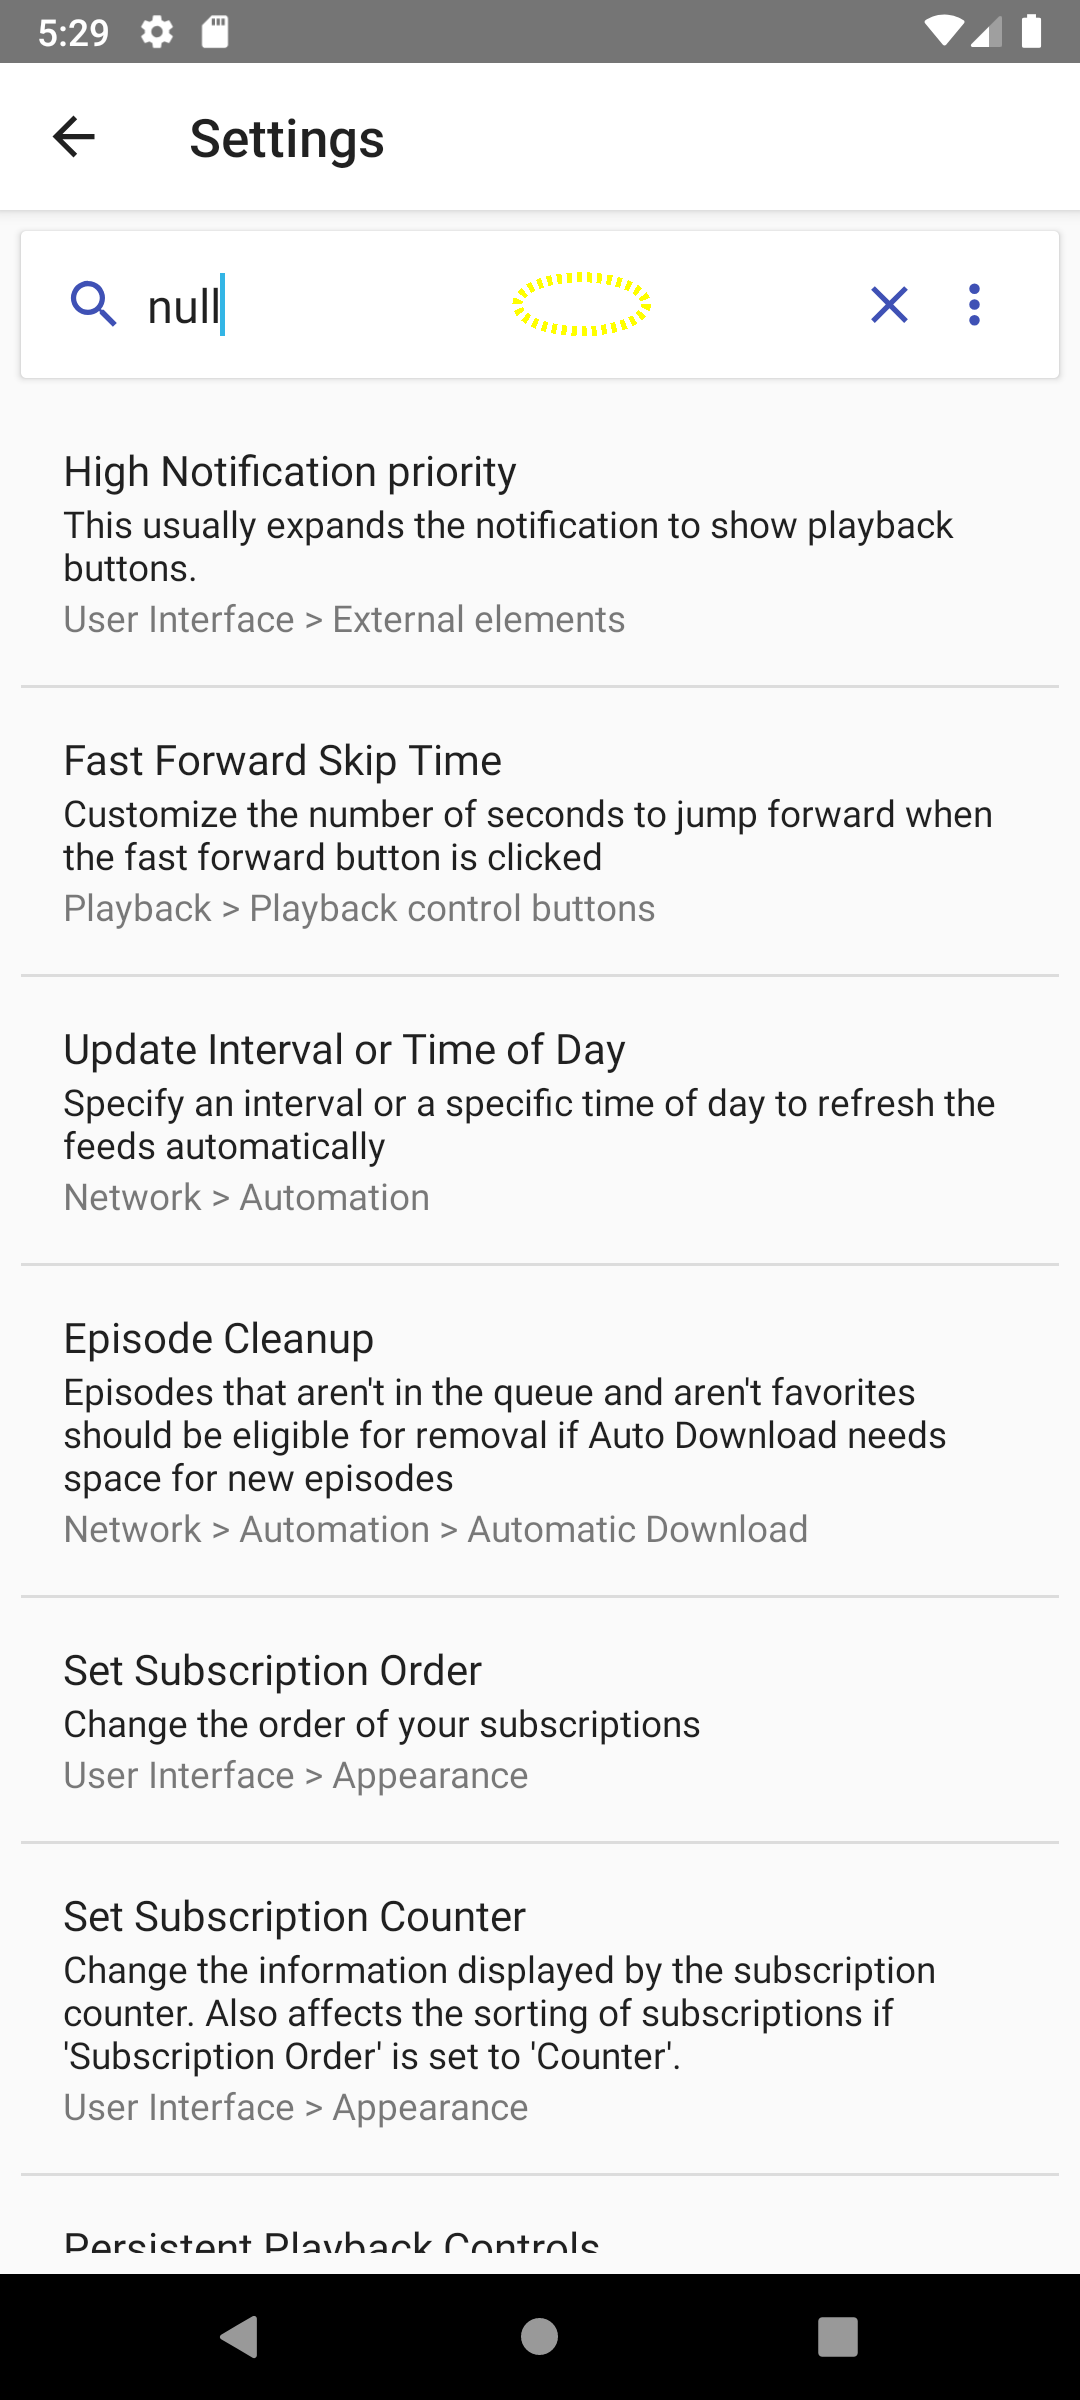 5:29
Settings
null
High Notification priority
This usually expands the notification to show playback
buttons.
User Interface > External elements
Fast Forward Skip Time
Customize the number of seconds to jump forward when
the fast forward button is clicked
Playback > Playback control buttons
Update Interval or Time of Day
Specify an interval or a specific time of day to refresh the
feeds automatically
Network > Automation
Episode Cleanup
Episodes that aren't in the queue and aren't favorites
should be eligible for removal if Auto Download needs
space for new episodes
Network > Automation > Automatic Download
Set Subscription Order
Change the order of your subscriptions
User Interface > Appearance
Set Subscription Counter
Change the information displayed by the subscription
counter. Also affects the sorting of subscriptions if
'Subscription Order' is set to 'Counter'.
User Interface > Appearance
Persistent Playback Controls